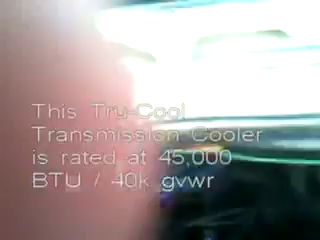 This Tru-Cool
Transmission Cooler
is rated at 45,000
BTU / 40k gvwr